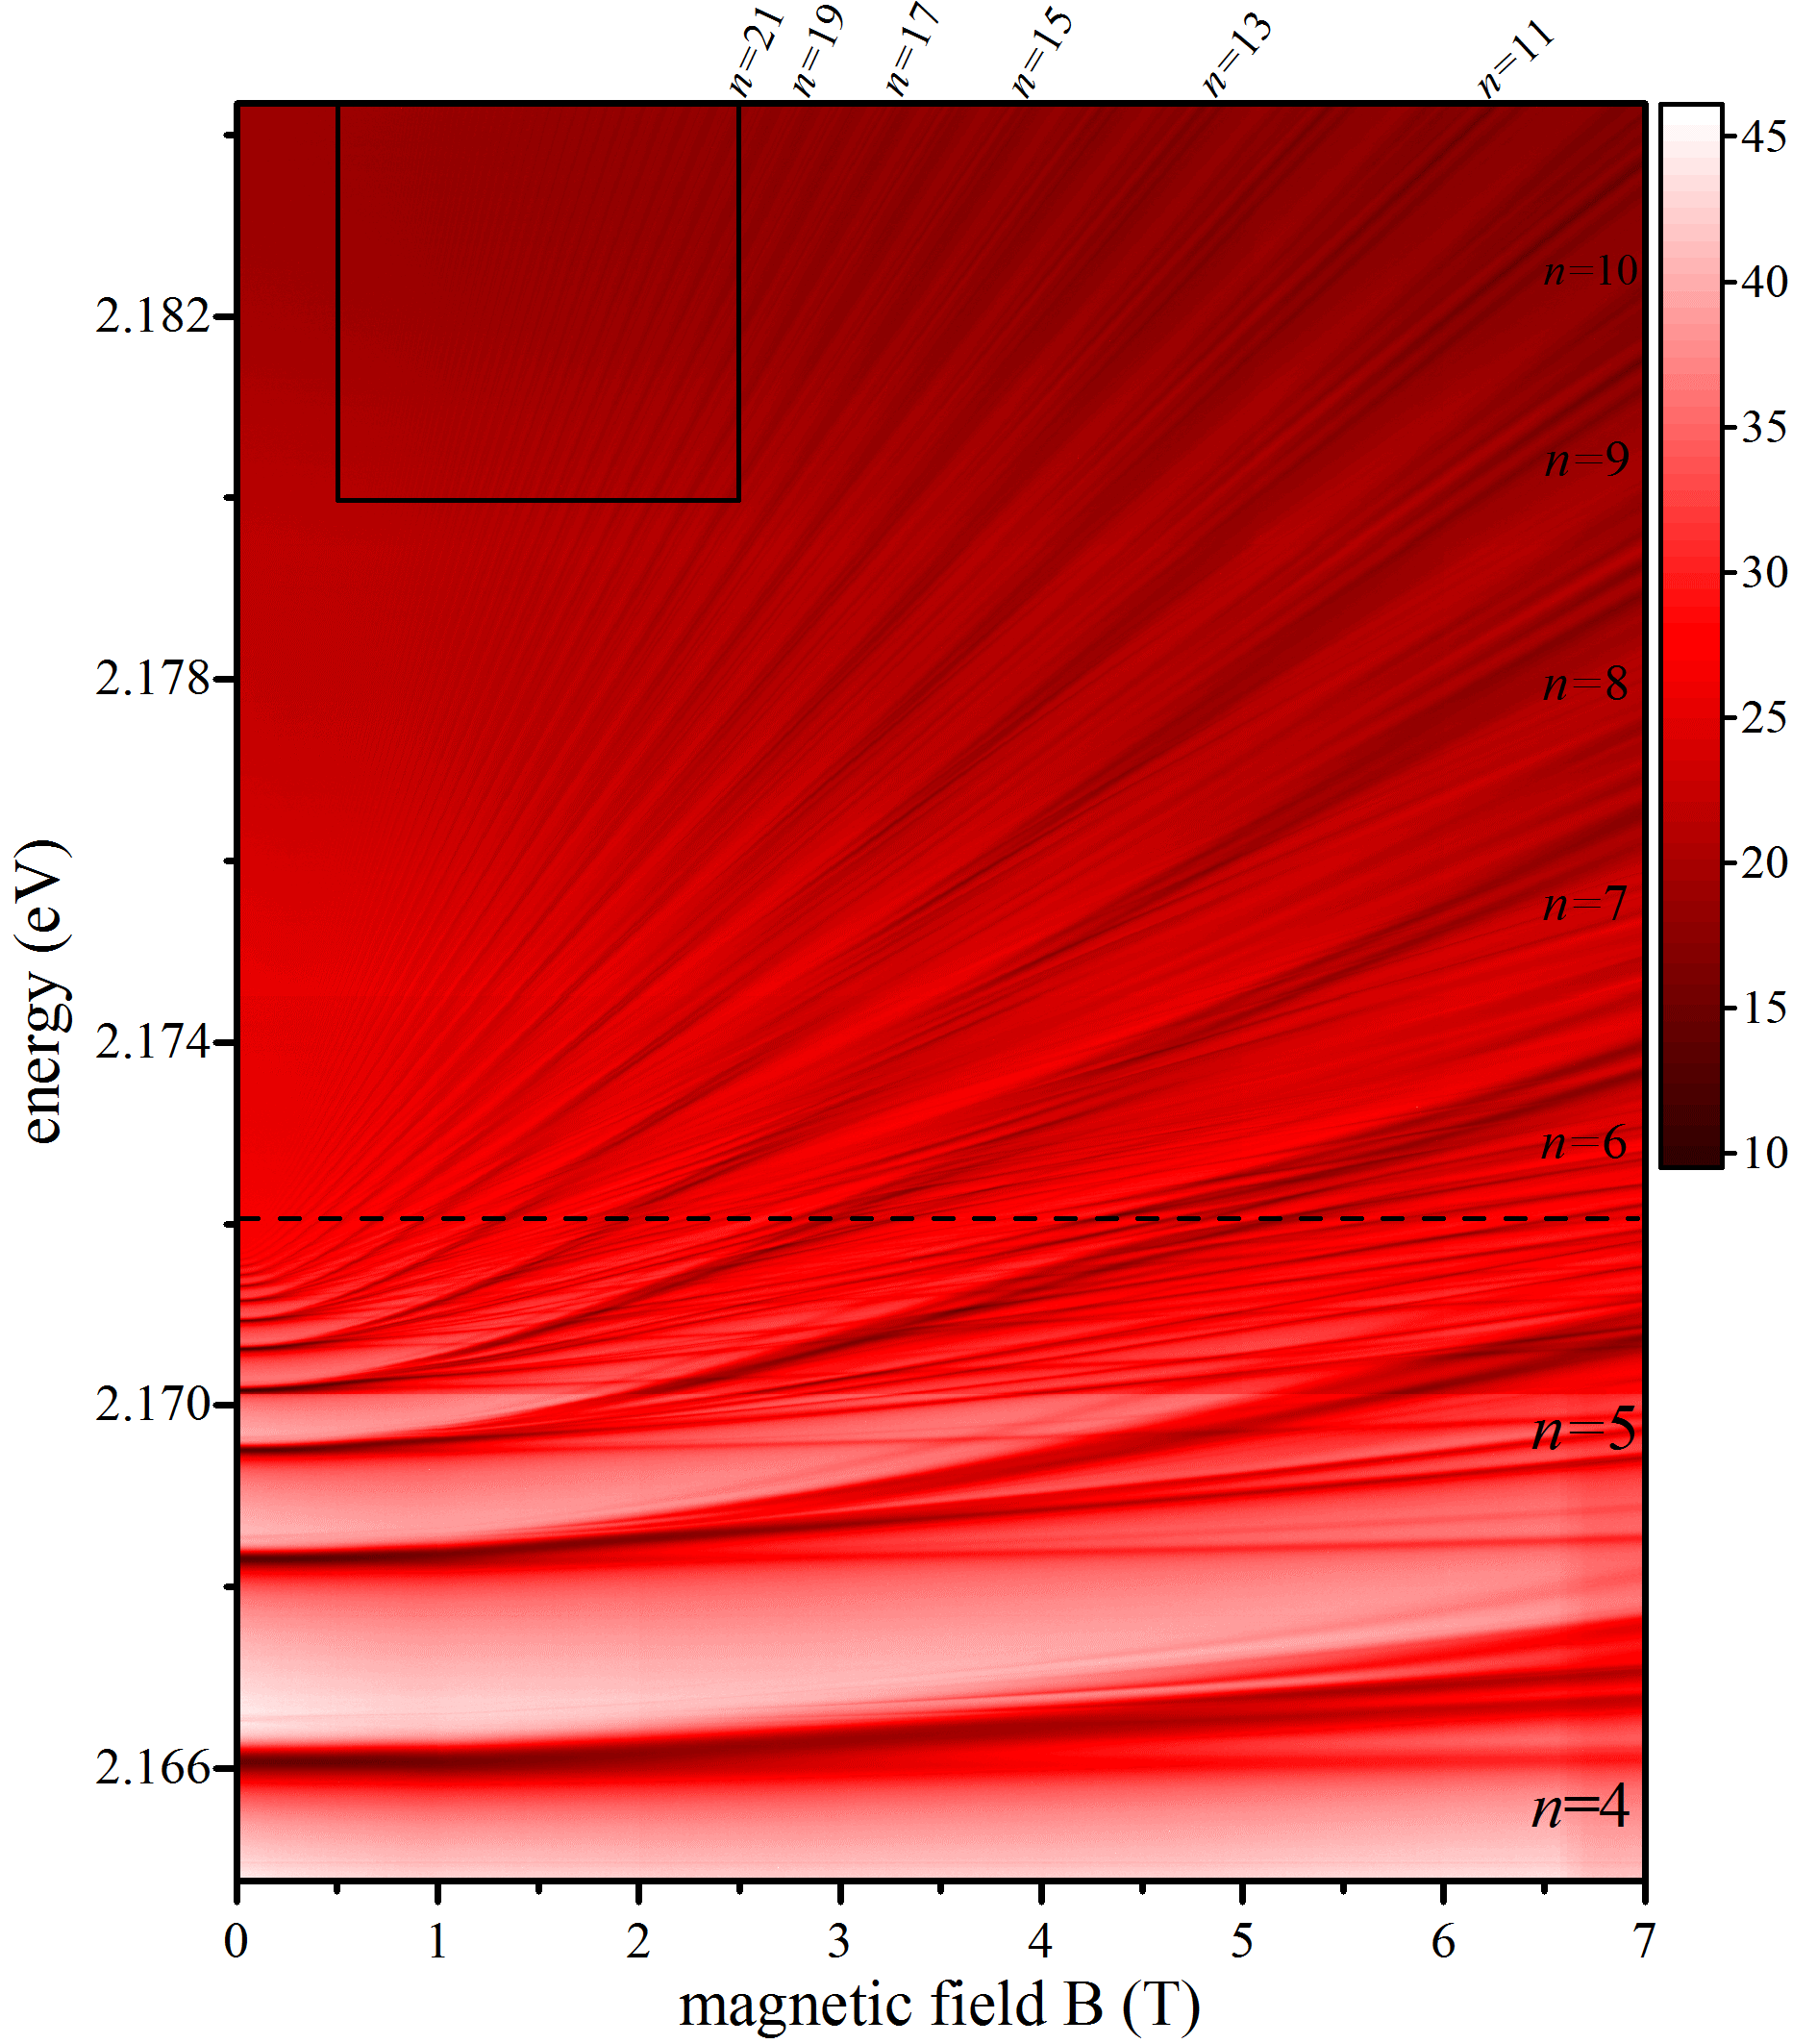 n=21 n=19 n=17 n=15 n=13 n=11
45
40
35
30
25
20
15
10
2.182
2.178
2.174
2.170
2.166
energy (eV)
n=10
n=9
n=8
n=7
n=6
n=5
n=4
0 1 2 3 4 5 6 7
magnetic field B (T)